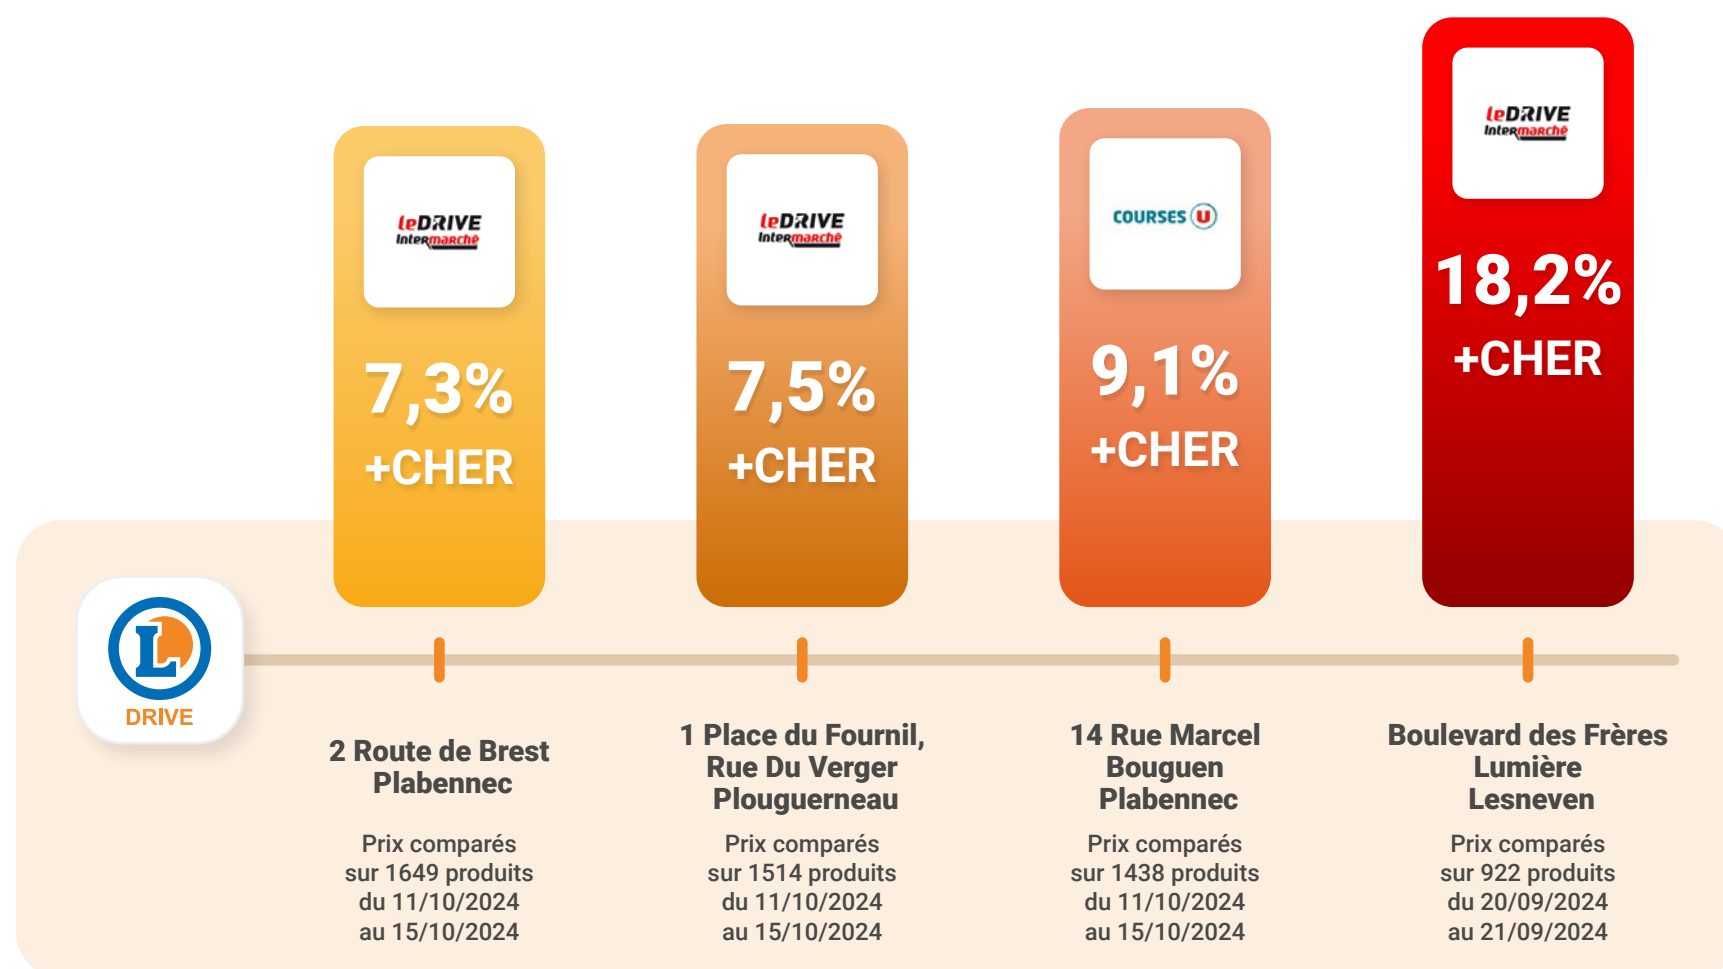 leDRIVE
Intermarché
7,3%
+CHER
leDRIVE
Intermarché
7,5%
+CHER
COURSES U
9,1%
+CHER
leDRIVE
Intermarché
18,2%
+CHER
L
DRIVE
2 Route de Brest
Plabennec
Prix comparés
sur 1649 produits
du 11/10/2024
au 15/10/2024
1 Place du Fournil,
Rue Du Verger
Plouguerneau
Prix comparés
sur 1514 produits
du 11/10/2024
au 15/10/2024
14 Rue Marcel
Bouguen
Plabennec
Prix comparés
sur 1438 produits
du 11/10/2024
au 15/10/2024
Boulevard des Frères
Lumière
Lesneven
Prix comparés
sur 922 produits
du 20/09/2024
au 21/09/2024